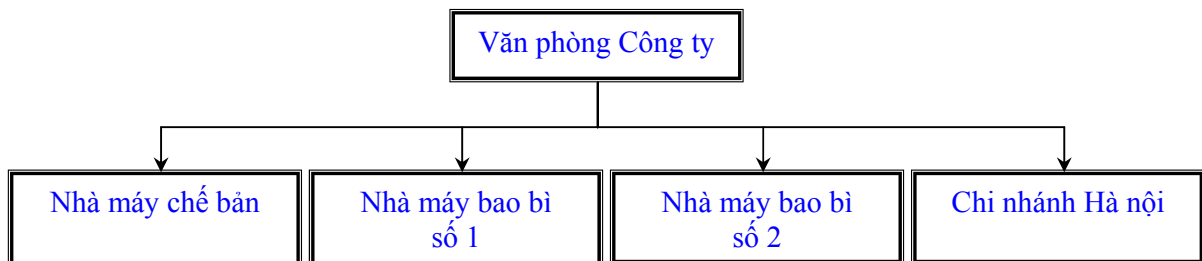 Văn phòng Công ty
Nhà máy chế bản
Nhà máy bao bì
số 1
Nhà máy bao bì
số 2
Chi nhánh Hà nội